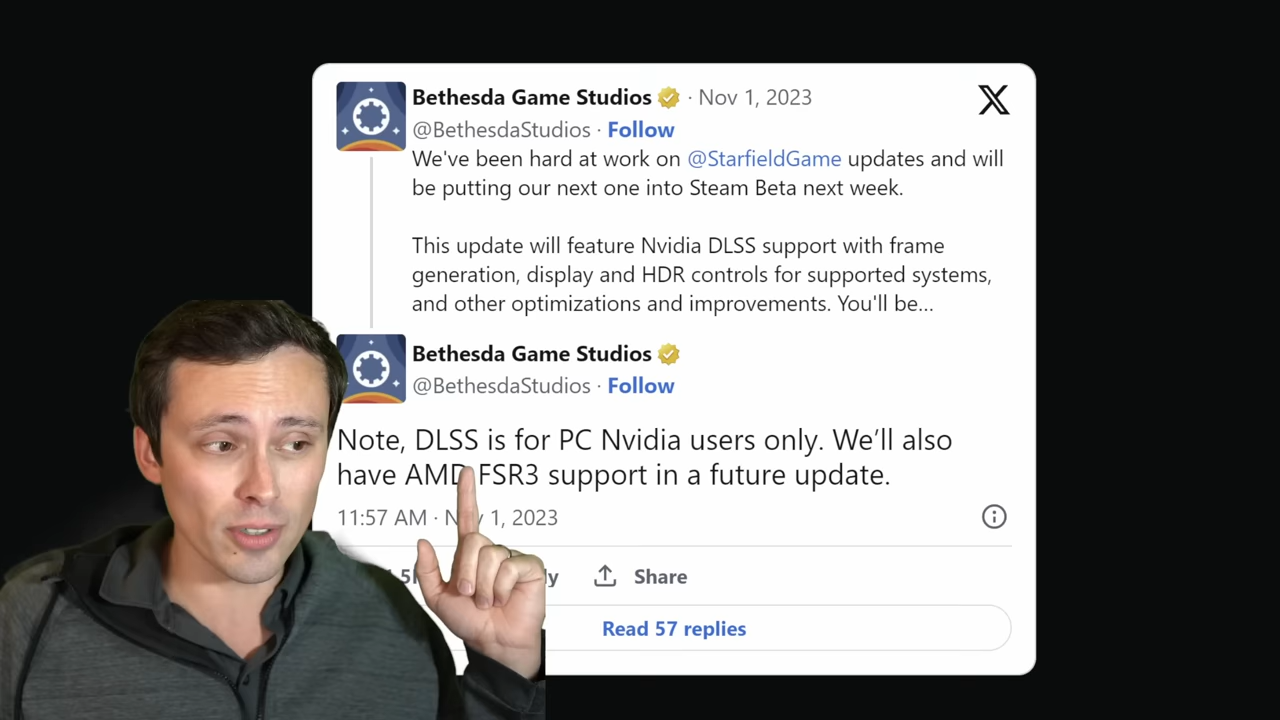 Bethesda Game Studios · Nov 1, 2023
@BethesdaStudios · Follow
We've been hard at work on @StarfieldGame updates and will
be putting our next one into Steam Beta next week.
This update will feature Nvidia DLSS support with frame
generation, display and HDR controls for supported systems,
and other optimizations and improvements. You'll be...
Bethesda Game Studios
@BethesdaStudios · Follow
Note, DLSS is for PC Nvidia users only. We’ll also
have AMD FSR3 support in a future update.
11:57 AM · Nov 1, 2023
Share
Read 57 replies